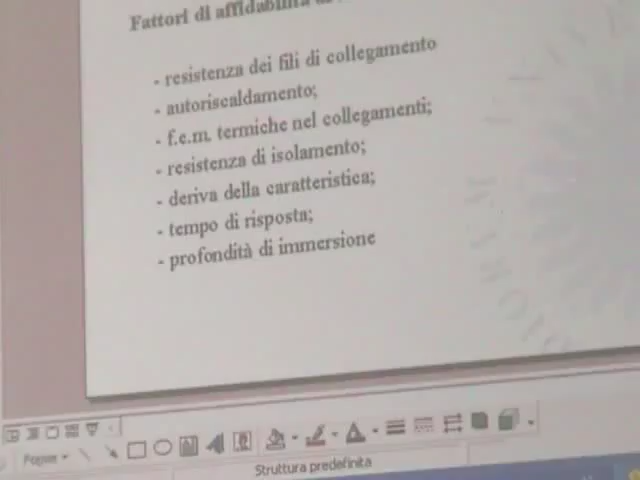 Fattori di affidabilità
- resistenza dei fili di collegamento
- autoriscaldamento;
- f.e.m. termiche nel collegamenti;
- resistenza di isolamento;
- deriva della caratteristica;
- tempo di risposta;
- profondità di immersione
Struttura predefinita